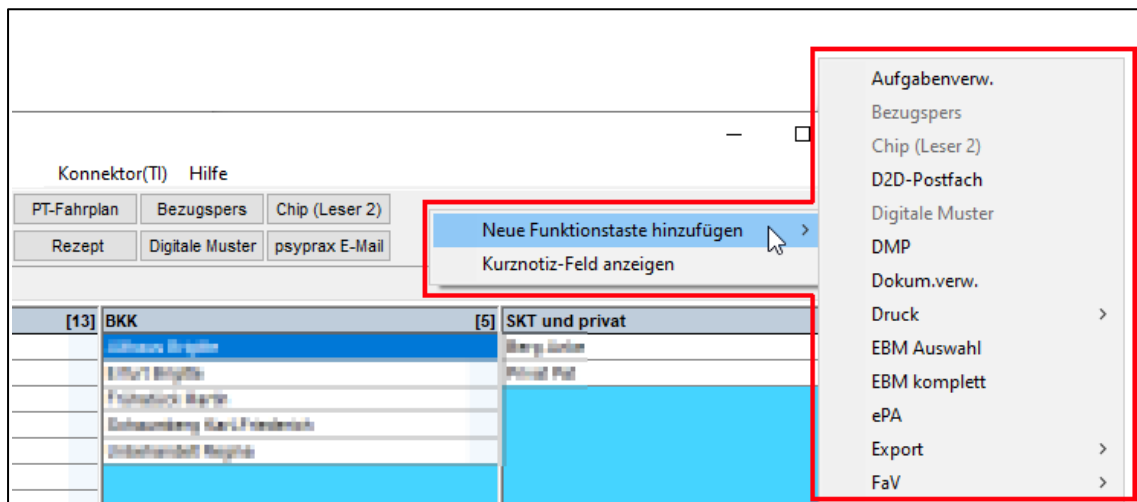 Konnektor(TI) Hilfe
PT-Fahrplan Bezugspers Chip (Leser 2)
Rezept Digitale Muster psyprax E-Mail
Neue Funktionstaste hinzufügen
Kurznotiz-Feld anzeigen
[13] BKK [5] SKT und privat
Aufgabenverw.
Bezugspers
Chip (Leser 2)
D2D-Postfach
Digitale Muster
DMP
Dokum.verw.
Druck
EBM Auswahl
EBM komplett
ePA
Export
FaV